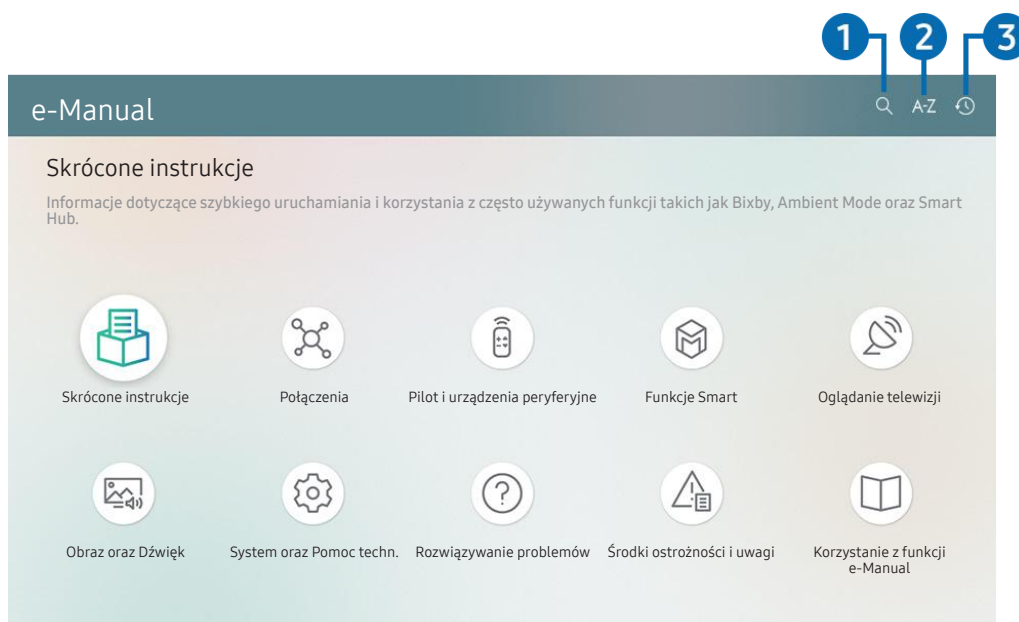 1 2 3
e-Manual
A-Z
Skrócone instrukcje
Informacje dotyczące szybkiego uruchamiania i korzystania z często używanych funkcji takich jak Bixby, Ambient Mode oraz Smart
Hub.
Skrócone instrukcje
Połączenia
Pilot i urządzenia peryferyjne
Funkcje Smart
Oglądanie telewizji
Obraz oraz Dźwięk
System oraz Pomoc techn.
Rozwiązywanie problemów
Środki ostrożności i uwagi
Korzystanie z funkcji
e-Manual